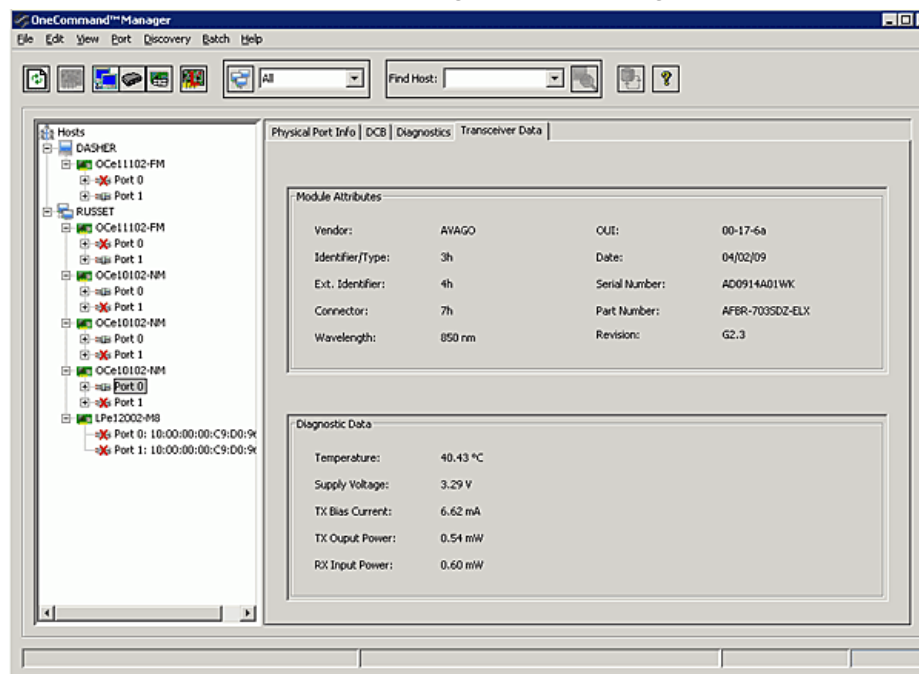 OneCommand™ Manager
File Edit View Port Discovery Batch Help
All Find Host:
Hosts
DASHER
OCe11102-FM
Port 0
Port 1
RUSSET
OCe11102-FM
Port 0
Port 1
OCe10102-NM
Port 0
Port 1
OCe10102-NM
Port 0
Port 1
OCe10102-NM
Port 0
Port 1
LPe12002-M8
Port 0: 10:00:00:00:C9:D0:9
Port 1: 10:00:00:00:C9:D0:9
Physical Port Info DCB Diagnostics Transceiver Data
Module Attributes
Vendor: AVAGO OUI: 00-17-6a
Identifier/Type: 3h Date: 04/02/09
Ext. Identifier: 4h Serial Number: AD0914A01WK
Connector: 7h Part Number: AFBR-703SDZ-ELX
Wavelength: 850 nm Revision: G2.3
Diagnostic Data
Temperature: 40.43 °C
Supply Voltage: 3.29 V
TX Bias Current: 6.62 mA
TX Ouput Power: 0.54 mW
RX Input Power: 0.60 mW